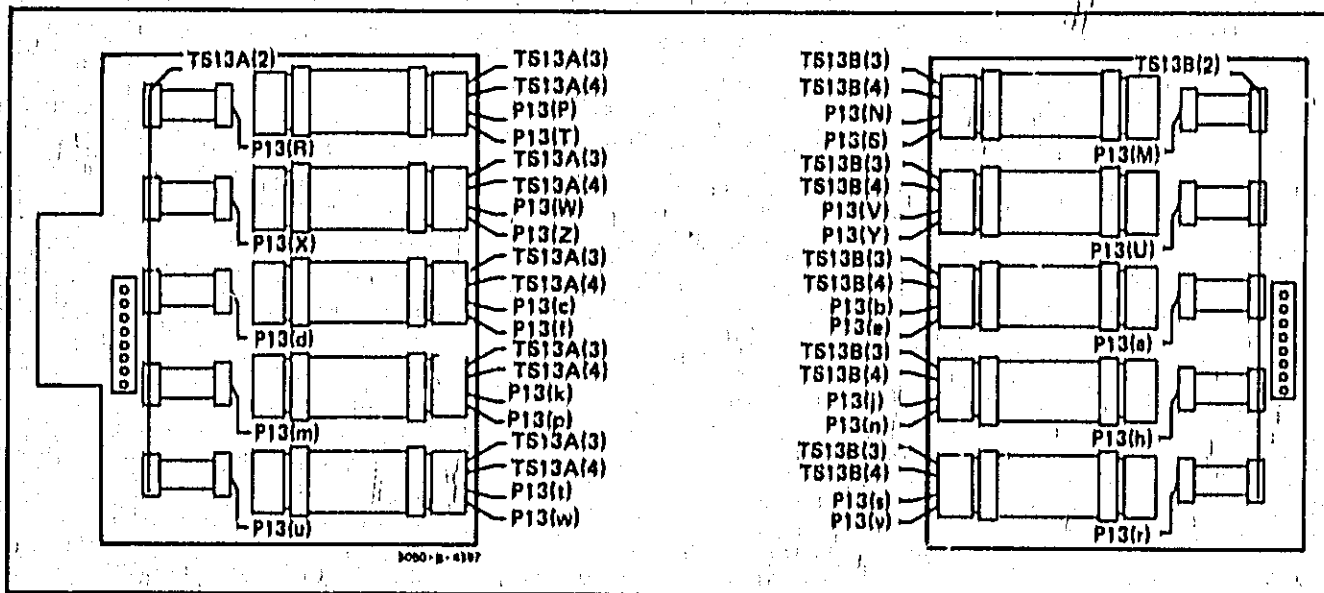 TS13A(2)
TS13A(3)
TS13A(4)
P13(P)
P13(T)
P13(R)
TS13A(3)
TS13A(4)
P13(W)
P13(Z)
P13(X)
TS13A(3)
TS13A(4)
P13(c)
P13(f)
P13(d)
TS13A(3)
TS13A(4)
P13(k)
P13(p)
P13(m)
TS13A(3)
TS13A(4)
P13(t)
P13(w)
P13(u)
TS13B(3)
TS13B(4)
P13(N)
P13(S)
TS13B(2)
P13(M)
TS13B(3)
TS13B(4)
P13(V)
P13(Y)
P13(U)
TS13B(3)
TS13B(4)
P13(b)
P13(e)
P13(a)
TS13B(3)
TS13B(4)
P13(j)
P13(n)
P13(h)
TS13B(3)
TS13B(4)
P13(s)
P13(v)
P13(r)